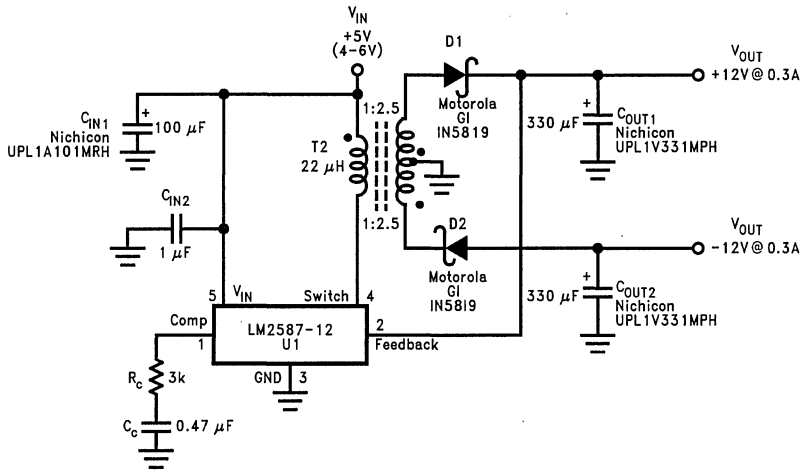 V_IN
+5V
(4-6V)
C_IN1
Nichicon
UPL1A101MRH
+
100 μF
C_IN2
1 μF
1:2.5
T2
22 μH
1:2.5
D1
Motorola
GI
IN5819
V_OUT
+12V@0.3A
+
330 μF
C_OUT1
Nichicon
UPL1V331MPH
D2
Motorola
GI
IN5819
V_OUT
-12V@0.3A
+
330 μF
C_OUT2
Nichicon
UPL1V331MPH
5
V_IN
Switch
4
Comp
1
LM2587-12
U1
2
Feedback
GND
3
R_c
3k
C_c
0.47 μF